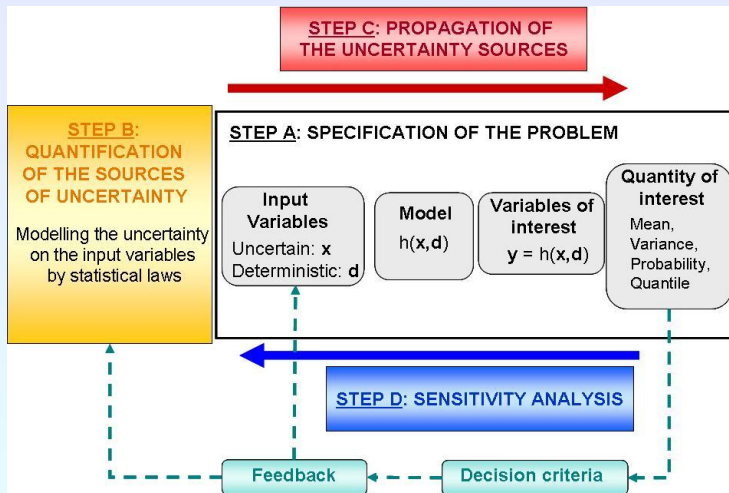 STEP C: PROPAGATION OF
THE UNCERTAINTY SOURCES
STEP B:
QUANTIFICATION
OF THE SOURCES
OF UNCERTAINTY
Modelling the uncertainty
on the input variables
by statistical laws
STEP A: SPECIFICATION OF THE PROBLEM
Input
Variables
Uncertain: x
Deterministic: d
Model
h(x,d)
Variables of
interest
y = h(x,d)
Quantity of
interest
Mean,
Variance,
Probability,
Quantile
STEP D: SENSITIVITY ANALYSIS
Feedback
Decision criteria